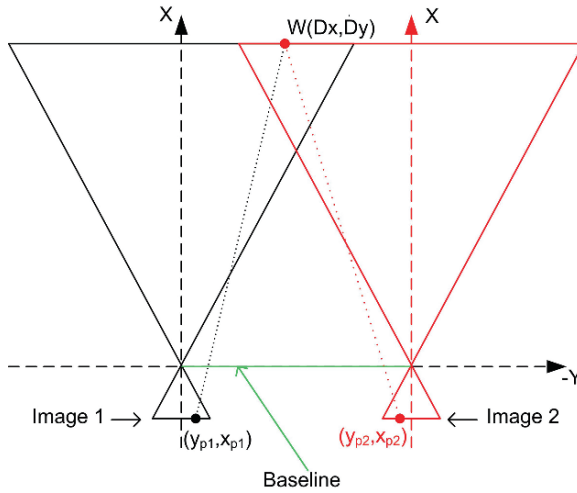 X
X
W(Dx,Dy)
-Y
Image 1
Image 2
(yp1,xp1)
(yp2,xp2)
Baseline